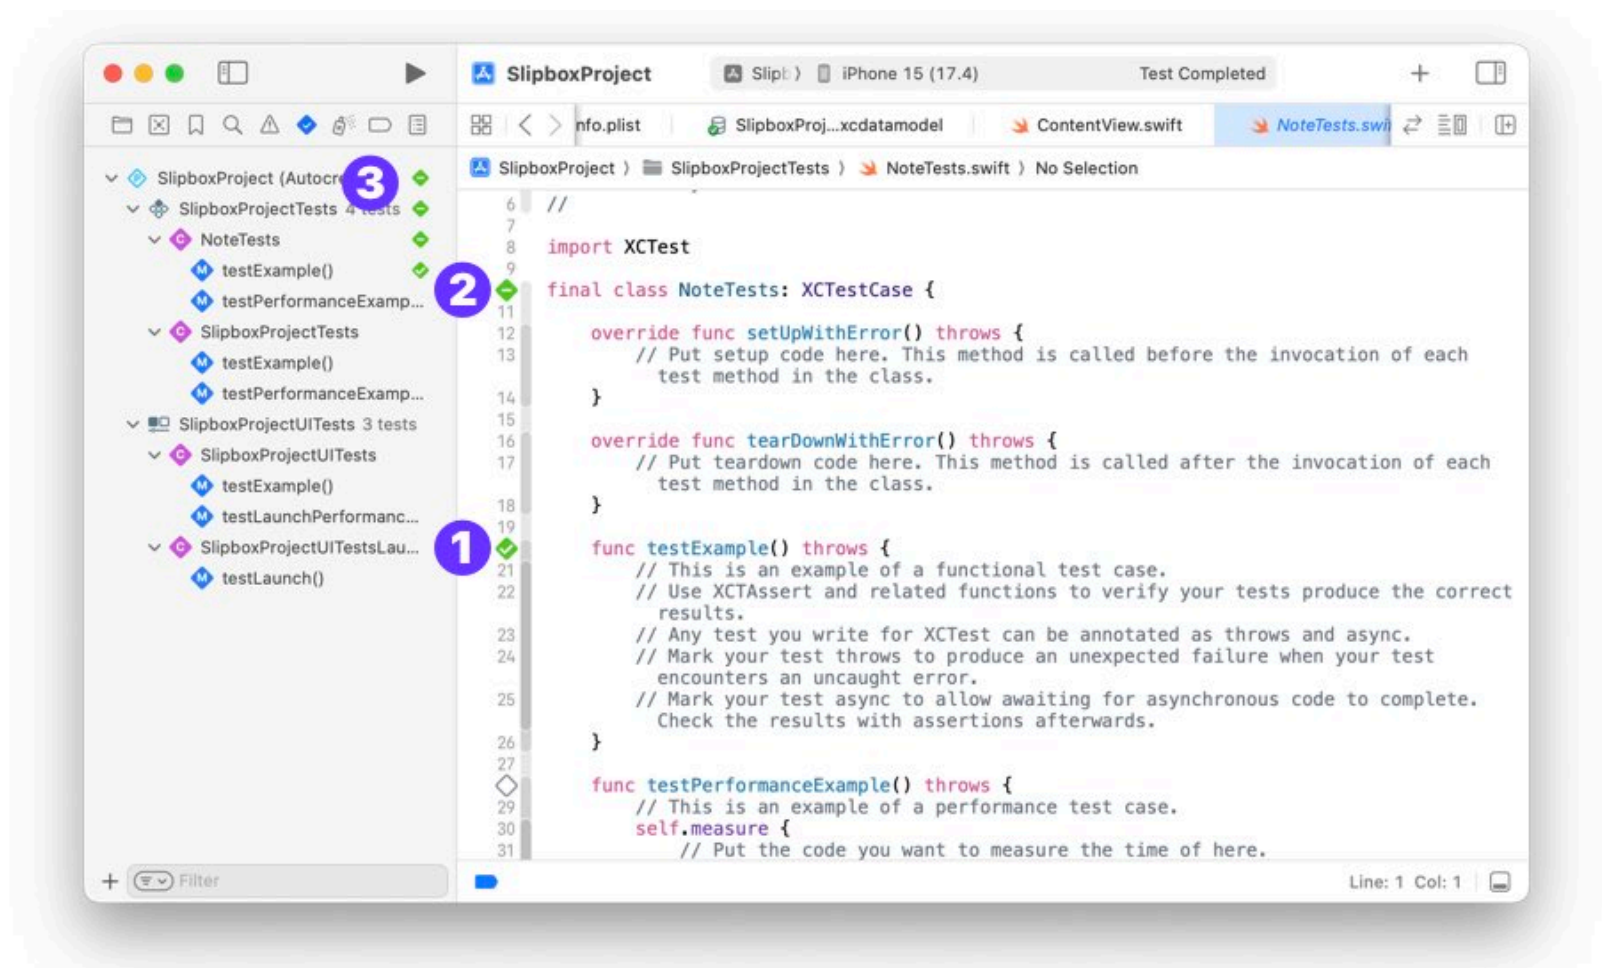 SlipboxProject
Slipb
iPhone 15 (17.4)
Test Completed
nfo.plist
SlipboxProj...xcdatamodel
ContentView.swift
NoteTests.swi
SlipboxProject
SlipboxProjectTests
NoteTests.swift
No Selection
SlipboxProject (Autocre
3
SlipboxProjectTests 4 tests
NoteTests
M testExample()
M testPerformanceExamp...
C SlipboxProjectTests
M testExample()
M testPerformanceExamp...
SlipboxProjectUITests 3 tests
C SlipboxProjectUITests
M testExample()
M testLaunchPerformanc...
C SlipboxProjectUITestsLau...
M testLaunch()
Filter
6 //
7
8 import XCTest
9
2
final class NoteTests: XCTestCase {
11
12 override func setUpWithError() throws {
13 // Put setup code here. This method is called before the invocation of each
test method in the class.
14 }
15
16 override func tearDownWithError() throws {
17 // Put teardown code here. This method is called after the invocation of each
test method in the class.
18 }
19
1
func testExample() throws {
21 // This is an example of a functional test case.
22 // Use XCTAssert and related functions to verify your tests produce the correct
results.
23 // Any test you write for XCTest can be annotated as throws and async.
24 // Mark your test throws to produce an unexpected failure when your test
encounters an uncaught error.
25 // Mark your test async to allow awaiting for asynchronous code to complete.
Check the results with assertions afterwards.
26 }
27
func testPerformanceExample() throws {
29 // This is an example of a performance test case.
30 self.measure {
31 // Put the code you want to measure the time of here.
Line: 1 Col: 1